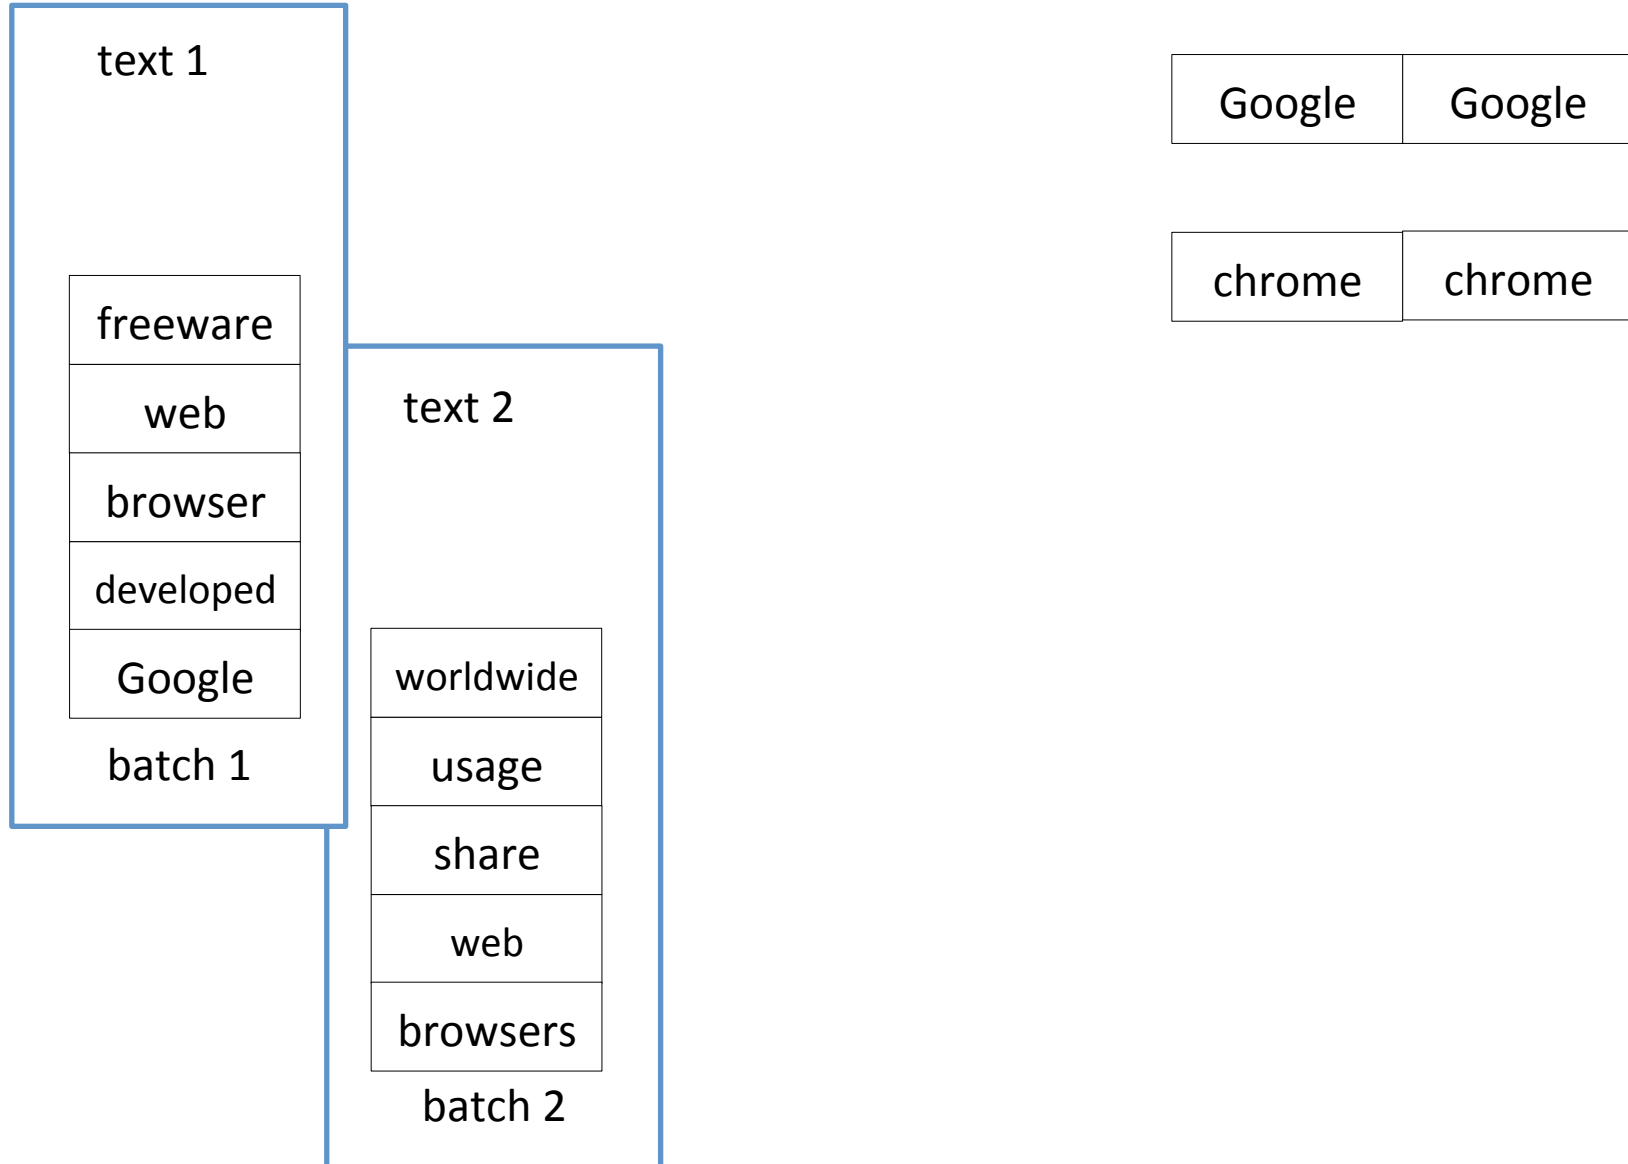 text 1
freeware
web
browser
developed
Google
batch 1
text 2
worldwide
usage
share
web
browsers
batch 2
Google Google
chrome chrome